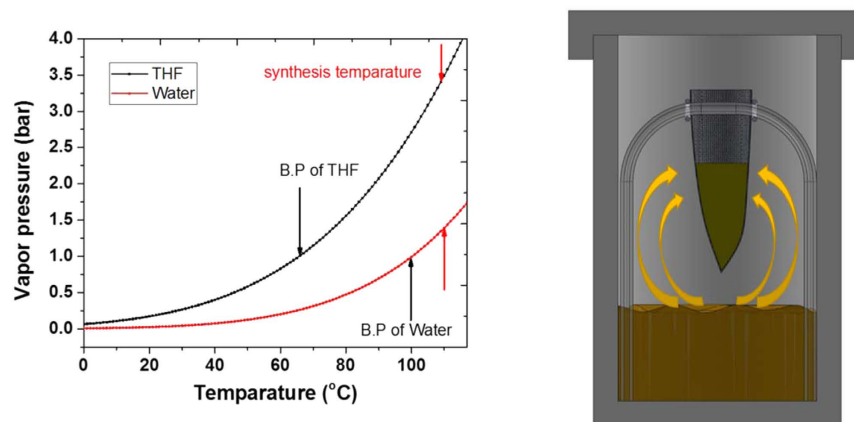 4.0
3.5
3.0
2.5
2.0
1.5
1.0
0.5
0.0
Vapor pressure (bar)
THF
Water
synthesis temparature
B.P of THF
B.P of Water
0 20 40 60 80 100
Temparature (°C)